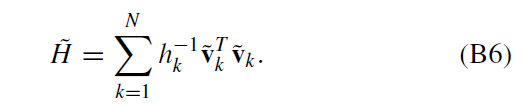 H̃ = ∑_{k=1}^{N} h_k^{-1} ṽ_k^T ṽ_k. (B6)